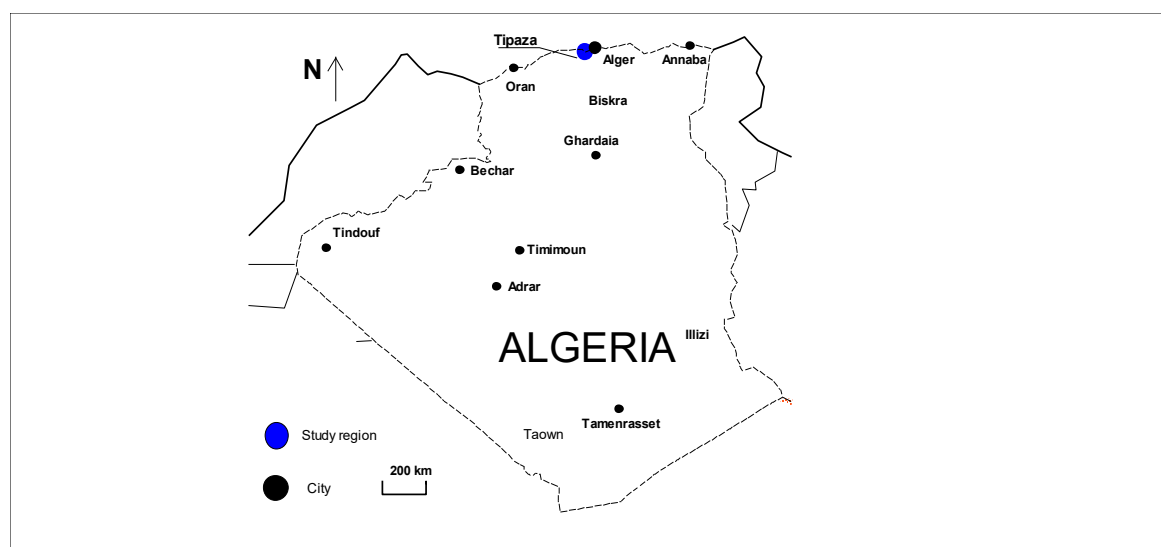 Tipaza
Alger
Annaba
N
Oran
Biskra
Ghardaia
Bechar
Tindouf
Timimoun
Adrar
Illizi
ALGERIA
Tamenrasset
Taown
Study region
200 km
City